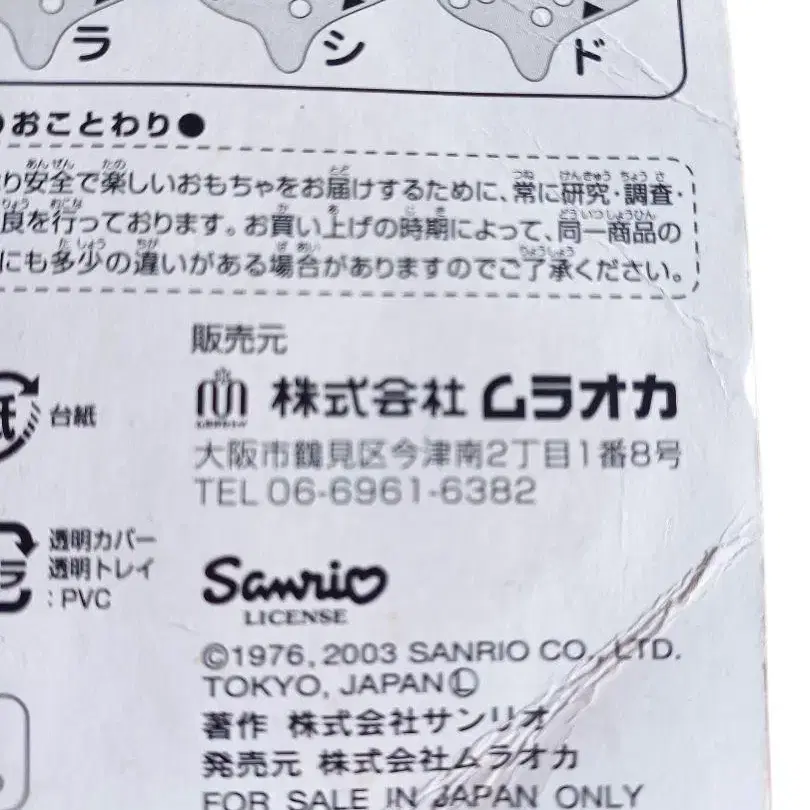 ラ シ ド
おことわり●
り安全で楽しいおもちゃをお届けするために、常に研究・調査・
良を行っております。お買い上げの時期によって、同一商品の
にも多少の違いがある場合がありますのでご了承ください。
販売元
株式会社 ムラオカ
大阪市鶴見区今津南2丁目1番8号
TEL 06-6961-6382
紙 台紙
透明カバー
透明トレイ
:PVC
プラ
Sanrio
LICENSE
©1976, 2003 SANRIO CO., LTD.
TOKYO, JAPAN Ⓛ
著作 株式会社サンリオ
発売元 株式会社ムラオカ
FOR SALE IN JAPAN ONLY